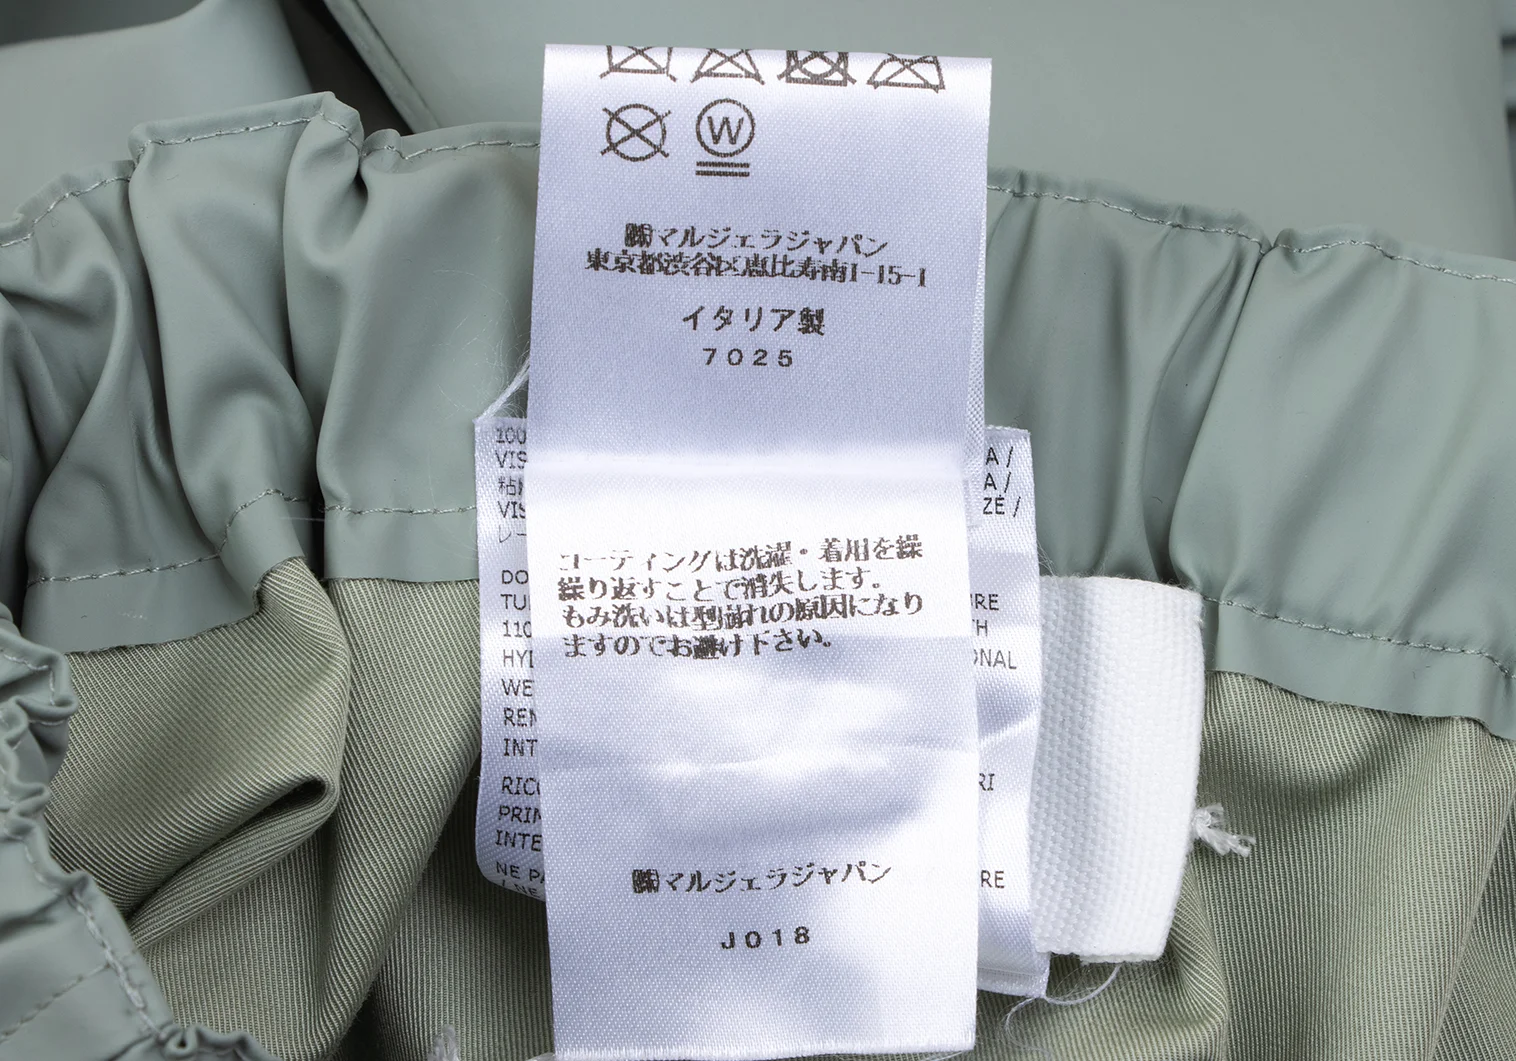 W
㈱マルジェラジャパン
東京都渋谷区恵比寿南1-15-1
イタリア製
7025
コーティングは洗濯・着用を繰
繰り返すことで消失します。
もみ洗いは型崩れの原因になり
ますのでお避け下さい。
㈱マルジェラジャパン
J018
100
A /
A /
ZE /
110